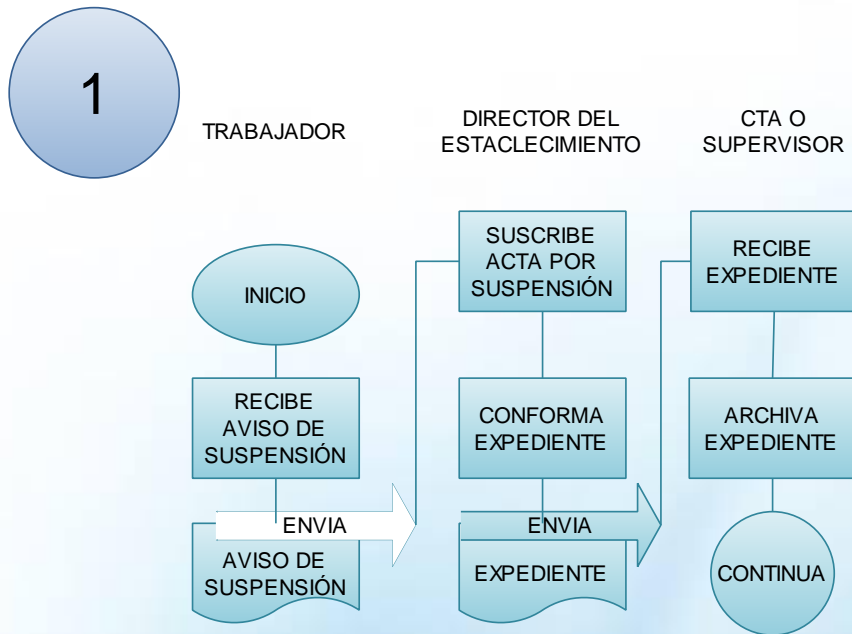 1
TRABAJADOR
DIRECTOR DEL
ESTACLECIMIENTO
CTA O
SUPERVISOR
INICIO
RECIBE
AVISO DE
SUSPENSIÓN
ENVIA
AVISO DE
SUSPENSIÓN
SUSCRIBE
ACTA POR
SUSPENSIÓN
CONFORMA
EXPEDIENTE
ENVIA
EXPEDIENTE
RECIBE
EXPEDIENTE
ARCHIVA
EXPEDIENTE
CONTINUA